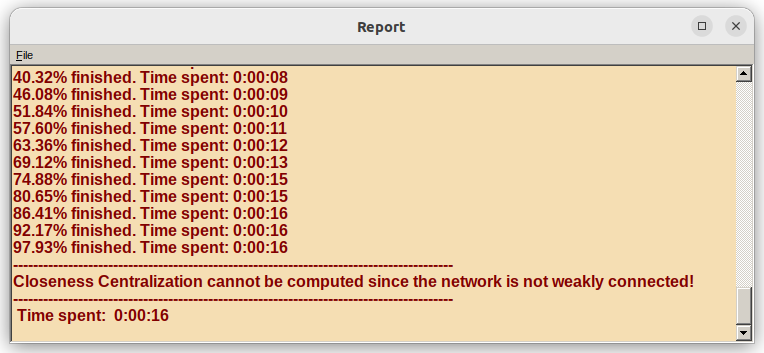 Report
File
40.32% finished. Time spent: 0:00:08
46.08% finished. Time spent: 0:00:09
51.84% finished. Time spent: 0:00:10
57.60% finished. Time spent: 0:00:11
63.36% finished. Time spent: 0:00:12
69.12% finished. Time spent: 0:00:13
74.88% finished. Time spent: 0:00:15
80.65% finished. Time spent: 0:00:15
86.41% finished. Time spent: 0:00:16
92.17% finished. Time spent: 0:00:16
97.93% finished. Time spent: 0:00:16
----------------------------------------------------------------------------------------
Closeness Centralization cannot be computed since the network is not weakly connected!
----------------------------------------------------------------------------------------
Time spent:  0:00:16